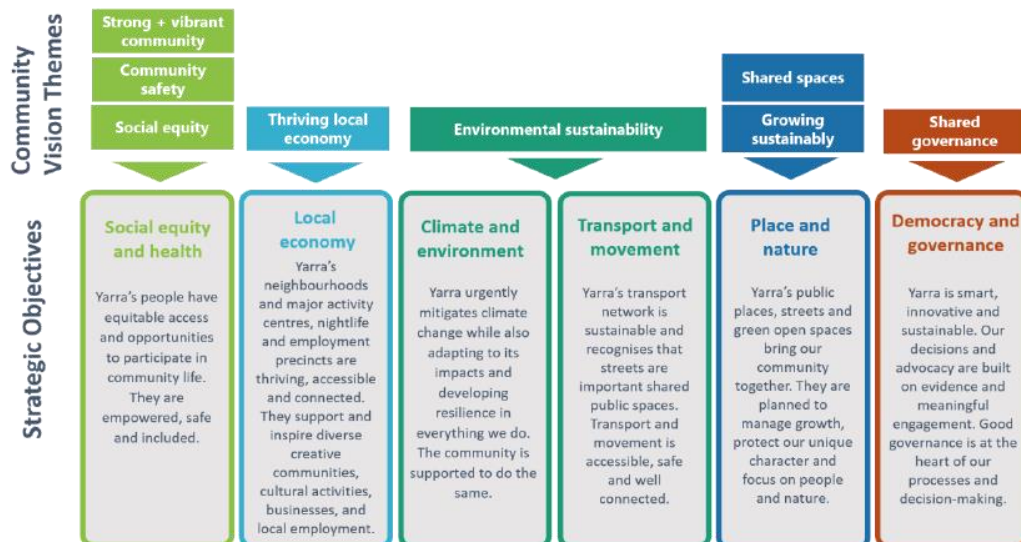 Community
Vision Themes
Strong + vibrant
community
Community
safety
Social equity
Thriving local
economy
Environmental sustainability
Shared spaces
Growing
sustainably
Shared
governance
Strategic Objectives
Social equity
and health
Yarra's people have
equitable access
and opportunities
to participate in
community life.
They are
empowered, safe
and included.
Local
economy
Yarra's
neighbourhoods
and major activity
centres, nightlife
and employment
precincts are
thriving, accessible
and connected.
They support and
inspire diverse
creative
communities,
cultural activities,
businesses, and
local employment.
Climate and
environment
Yarra urgently
mitigates climate
change while also
adapting to its
impacts and
developing
resilience in
everything we do.
The community is
supported to do the
same.
Transport and
movement
Yarra's transport
network is
sustainable and
recognises that
streets are
important shared
public spaces.
Transport and
movement is
accessible, safe
and well
connected.
Place and
nature
Yarra's public
places, streets and
green open spaces
bring our
community
together. They are
planned to
manage growth,
protect our unique
character and
focus on people
and nature.
Democracy and
governance
Yarra is smart,
innovative and
sustainable. Our
decisions and
advocacy are built
on evidence and
meaningful
engagement. Good
governance is at the
heart of our
processes and
decision-making.